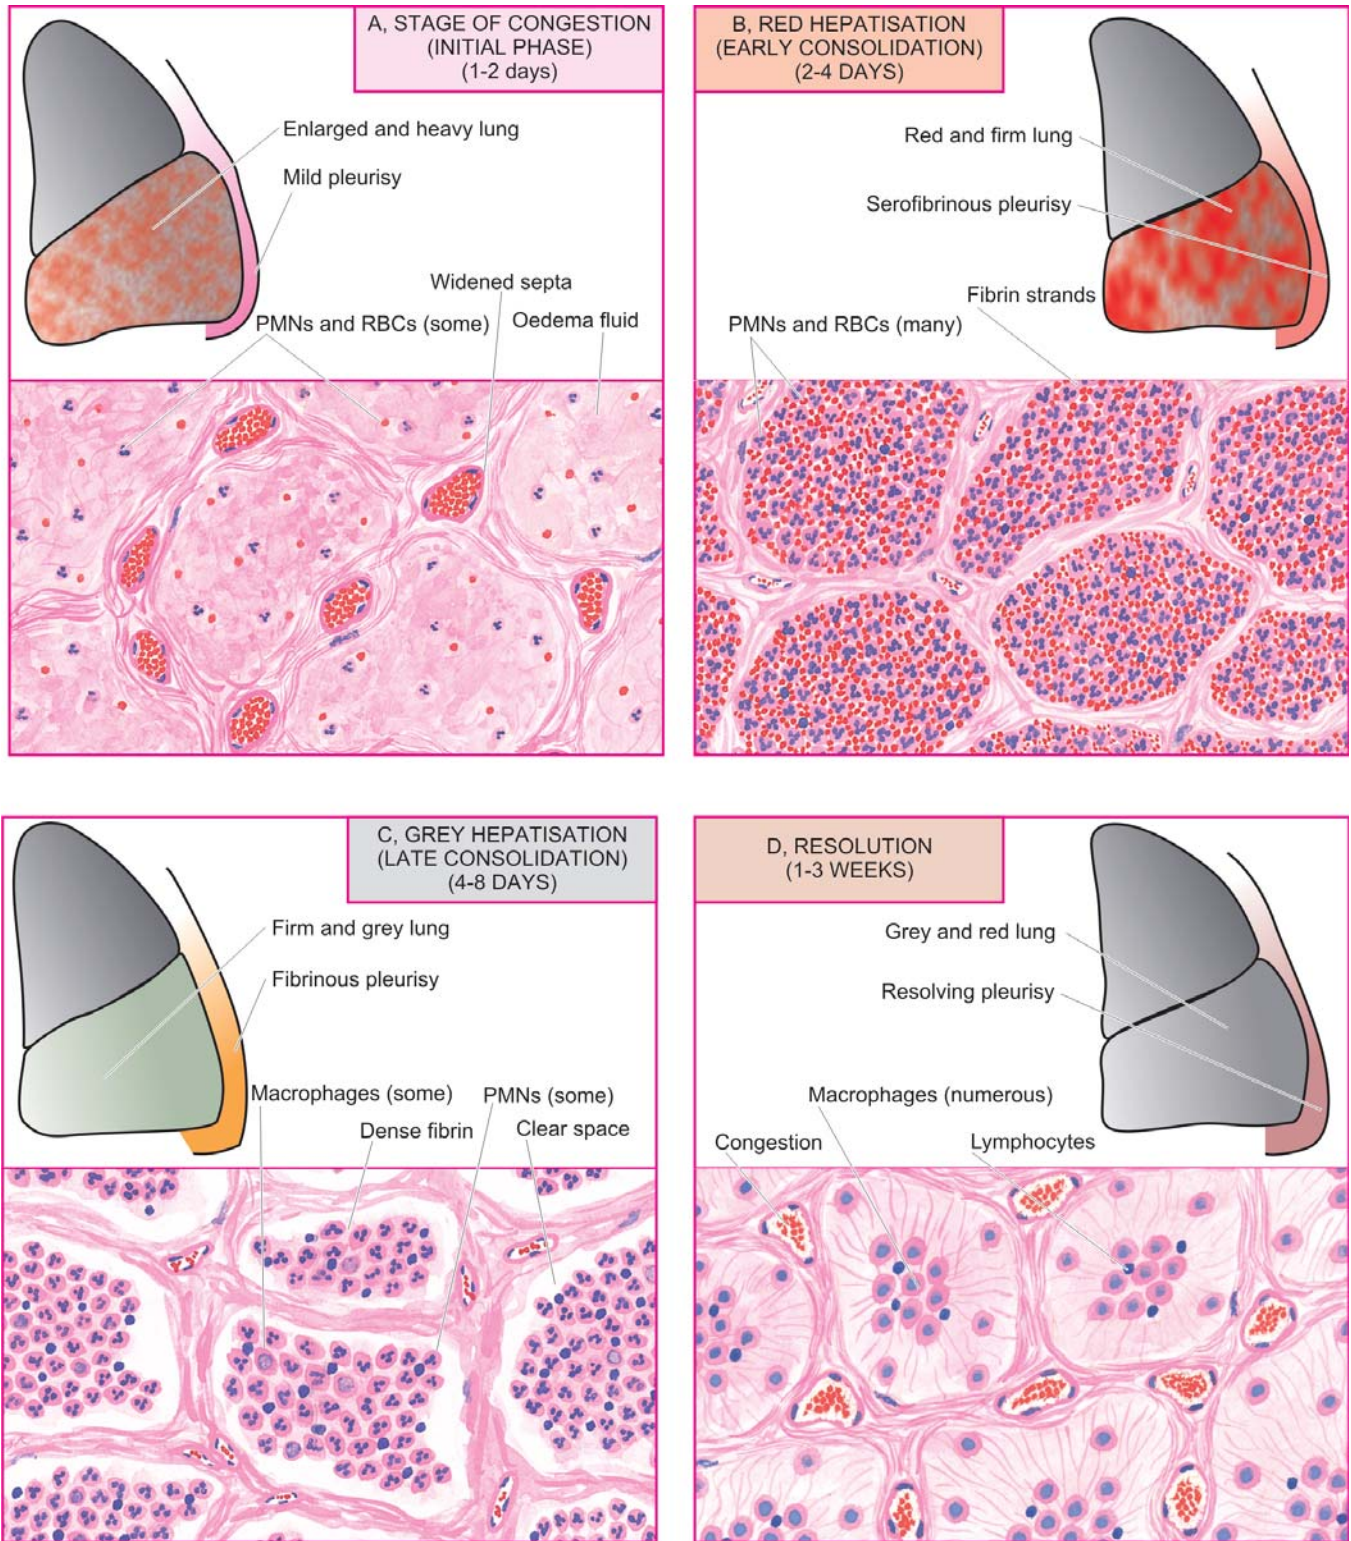 A, STAGE OF CONGESTION
(INITIAL PHASE)
(1-2 days)
Enlarged and heavy lung
Mild pleurisy
Widened septa
PMNs and RBCs (some)
Oedema fluid
B, RED HEPATISATION
(EARLY CONSOLIDATION)
(2-4 DAYS)
Red and firm lung
Serofibrinous pleurisy
Fibrin strands
PMNs and RBCs (many)
C, GREY HEPATISATION
(LATE CONSOLIDATION)
(4-8 DAYS)
Firm and grey lung
Fibrinous pleurisy
Macrophages (some)
PMNs (some)
Dense fibrin
Clear space
D, RESOLUTION
(1-3 WEEKS)
Grey and red lung
Resolving pleurisy
Macrophages (numerous)
Congestion
Lymphocytes